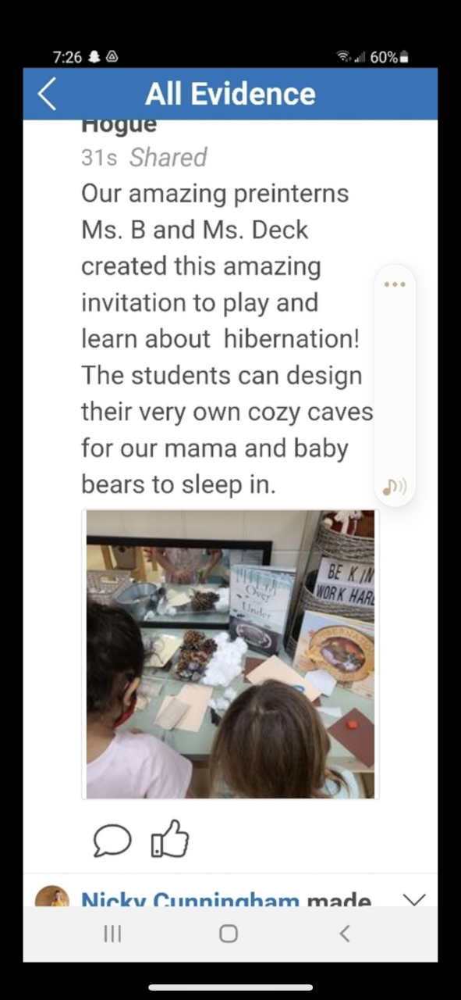 7:26 60%
All Evidence
Hogue
31s Shared
Our amazing preinterns
Ms. B and Ms. Deck
created this amazing
invitation to play and
learn about hibernation!
The students can design
their very own cozy caves
for our mama and baby
bears to sleep in.
BE KIN
WORK HAR
Over
Under
HIBERNATIO
Nicky Cunningham made